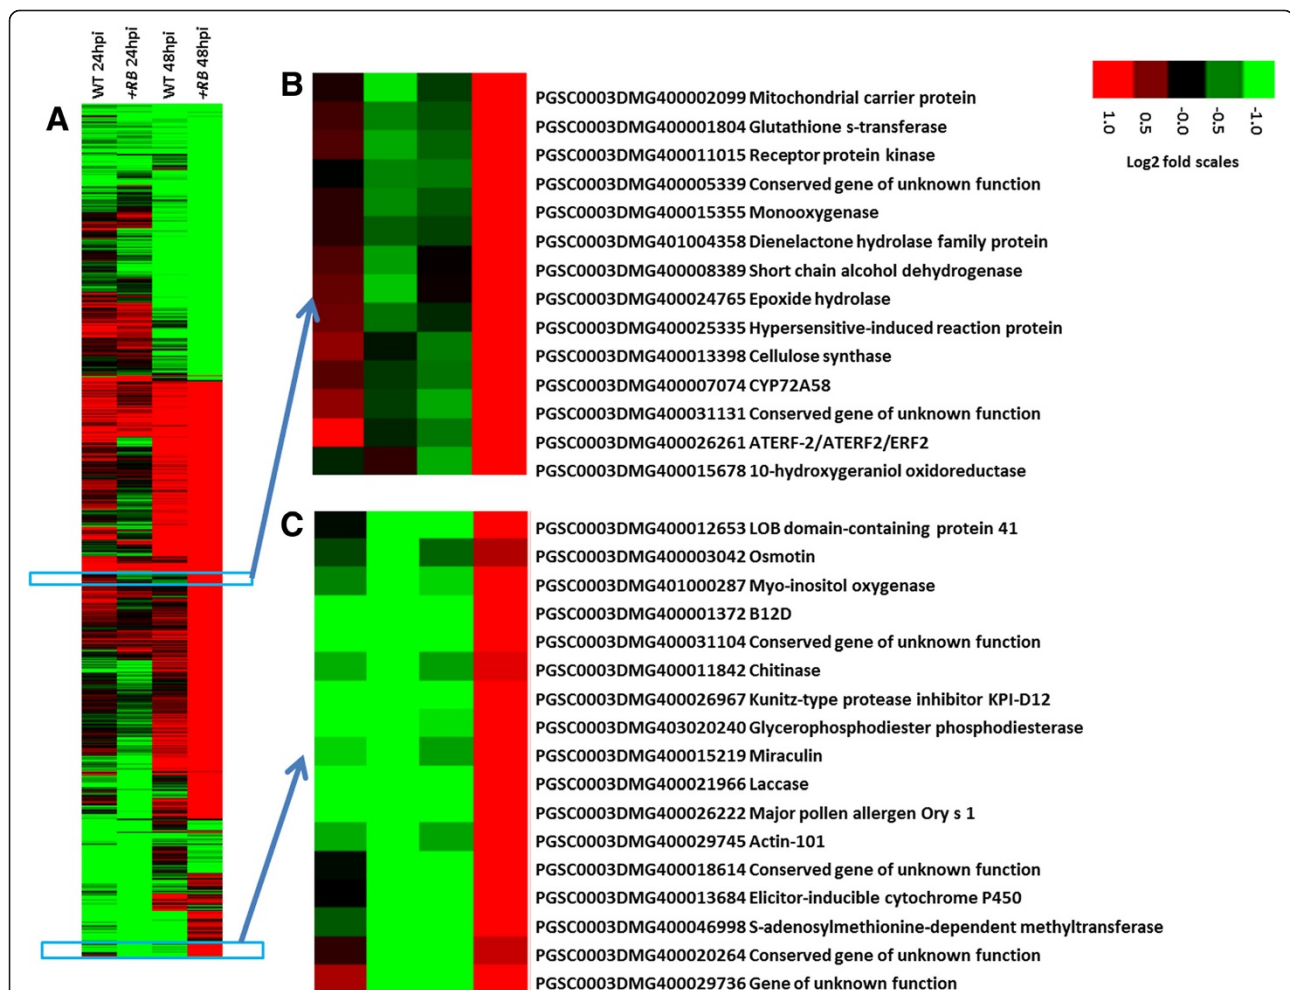 WT 24hpi
+RB 24hpi
WT 48hpi
+RB 48hpi
A
B
PGSC0003DMG400002099 Mitochondrial carrier protein
PGSC0003DMG400001804 Glutathione s-transferase
PGSC0003DMG400011015 Receptor protein kinase
PGSC0003DMG400005339 Conserved gene of unknown function
PGSC0003DMG400015355 Monooxygenase
PGSC0003DMG401004358 Dienelactone hydrolase family protein
PGSC0003DMG400008389 Short chain alcohol dehydrogenase
PGSC0003DMG400024765 Epoxide hydrolase
PGSC0003DMG400025335 Hypersensitive-induced reaction protein
PGSC0003DMG400013398 Cellulose synthase
PGSC0003DMG400007074 CYP72A58
PGSC0003DMG400031131 Conserved gene of unknown function
PGSC0003DMG400026261 ATERF-2/ATERF2/ERF2
PGSC0003DMG400015678 10-hydroxygeraniol oxidoreductase
1.0
0.5
-0.0
-0.5
-1.0
Log2 fold scales
C
PGSC0003DMG400012653 LOB domain-containing protein 41
PGSC0003DMG400003042 Osmotin
PGSC0003DMG401000287 Myo-inositol oxygenase
PGSC0003DMG400001372 B12D
PGSC0003DMG400031104 Conserved gene of unknown function
PGSC0003DMG400011842 Chitinase
PGSC0003DMG400026967 Kunitz-type protease inhibitor KPI-D12
PGSC0003DMG403020240 Glycerophosphodiester phosphodiesterase
PGSC0003DMG400015219 Miraculin
PGSC0003DMG400021966 Laccase
PGSC0003DMG400026222 Major pollen allergen Ory s 1
PGSC0003DMG400029745 Actin-101
PGSC0003DMG400018614 Conserved gene of unknown function
PGSC0003DMG400013684 Elicitor-inducible cytochrome P450
PGSC0003DMG400046998 S-adenosylmethionine-dependent methyltransferase
PGSC0003DMG400020264 Conserved gene of unknown function
PGSC0003DMG400029736 Gene of unknown function